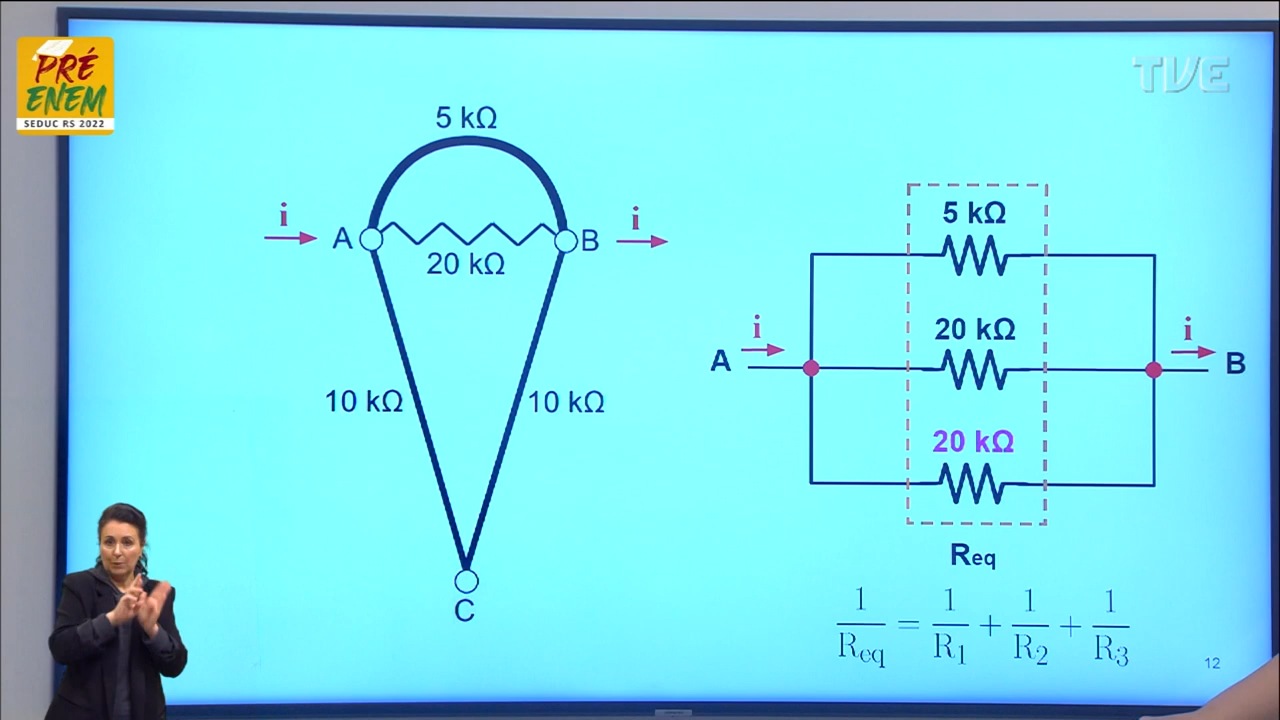 PRÉ
ENEM
SEDUC RS 2022
TVE
5 kΩ
i
A
B
i
20 kΩ
10 kΩ
10 kΩ
C
5 kΩ
20 kΩ
i
A
i
B
20 kΩ
Req
1/Req = 1/R1 + 1/R2 + 1/R3
12